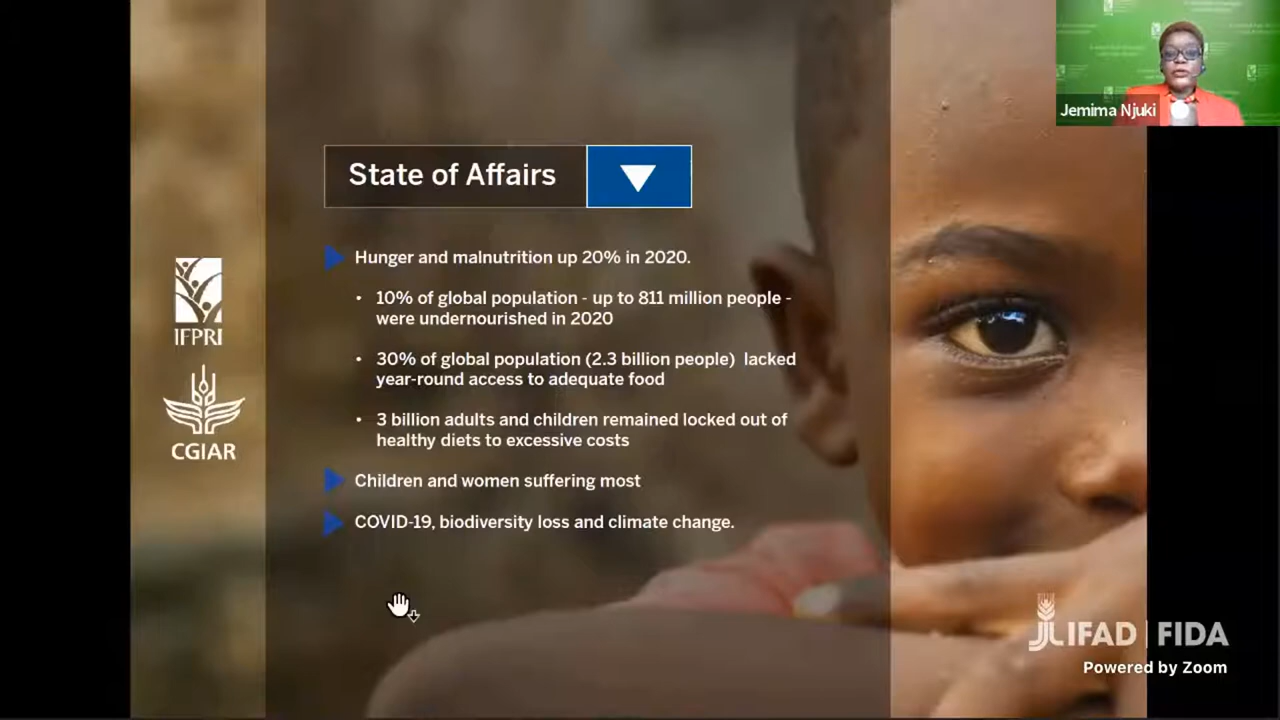 Jemima Njuki
State of Affairs
Hunger and malnutrition up 20% in 2020.
• 10% of global population - up to 811 million people -
were undernourished in 2020
• 30% of global population (2.3 billion people) lacked
year-round access to adequate food
• 3 billion adults and children remained locked out of
healthy diets to excessive costs
Children and women suffering most
COVID-19, biodiversity loss and climate change.
IFPRI
CGIAR
IFAD | FIDA
Powered by Zoom